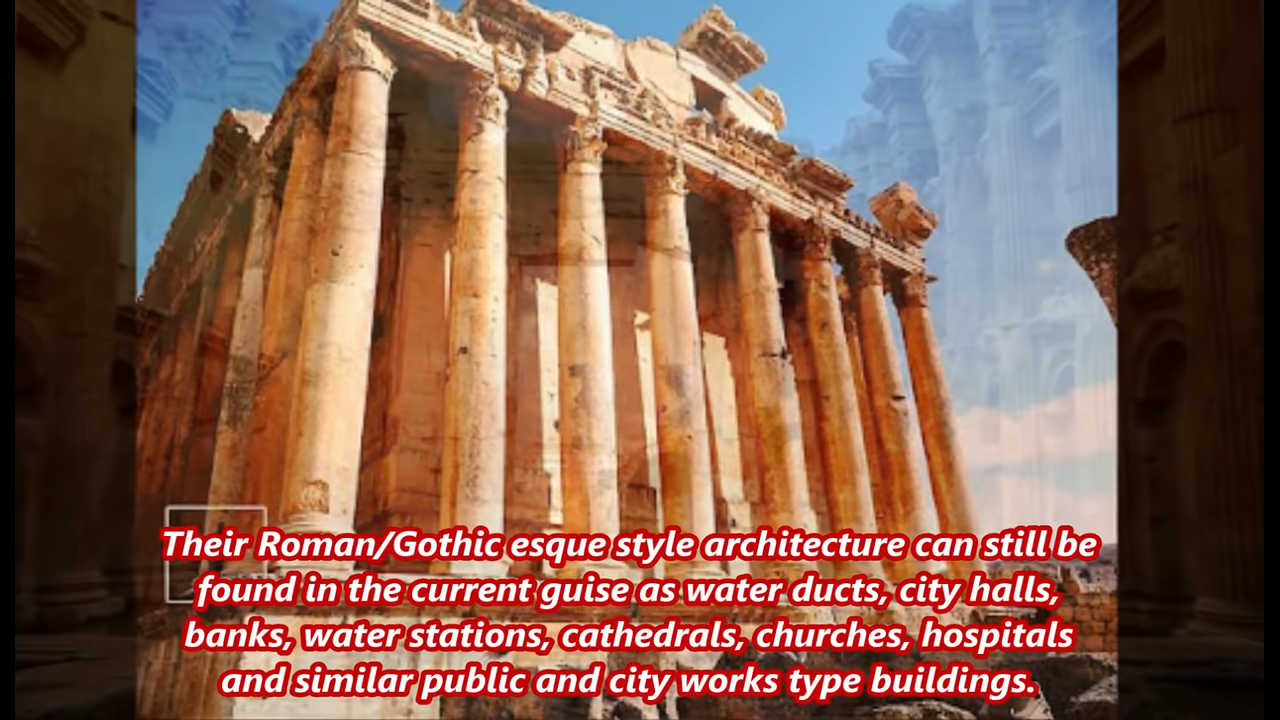 Their Roman/Gothic esque style architecture can still be
found in the current guise as water ducts, city halls,
banks, water stations, cathedrals, churches, hospitals
and similar public and city works type buildings.